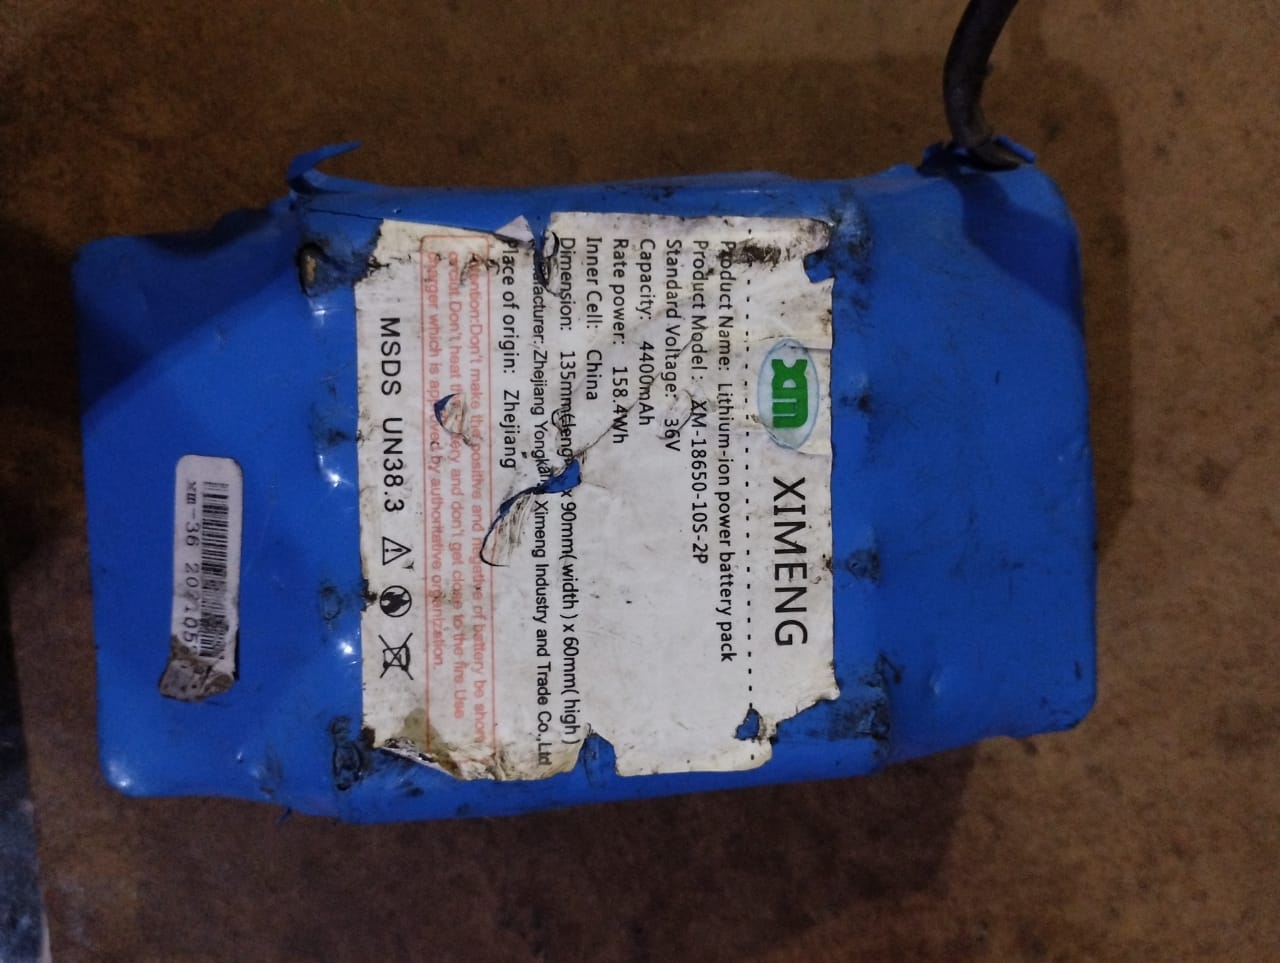 xm XIMENG
Product Name: Lithium-ion power battery pack
Product Model: XM-18650-10S-2P
Standard Voltage: 36V
Capacity: 4400mAh
Rate power: 158.4Wh
Inner Cell: China
Dimension: 135mm x 90mm( width ) x 60mm( high )
Zhejiang Ximeng Industry and Trade Co.,Ltd
Place of origin: Zhejiang
Attention:Don't make the positive and negative of battery be short
Don't heat the and don't get close to the fire.Use
charger which is approved by authoritative organization.
MSDS UN38.3
xm-36